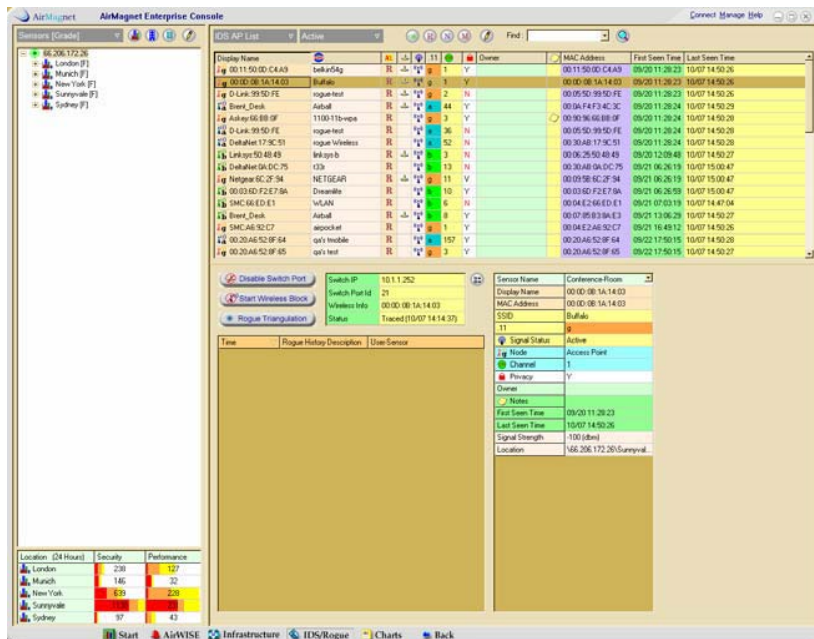 AirMagnet AirMagnet Enterprise Console Connect Manage Help
Sensors [Grade] IDS AP List Active Find:
66.206.172.26
London [F]
Munich [F]
New York [F]
Sunnyvale [F]
Sydney [F]
Display Name .11 Owner MAC Address First Seen Time Last Seen Time
00:11:50:0D:C4:A9 belkin54g R g 1 Y 00:11:50:0D:C4:A9 09/20 11:28:23 10/07 14:50:26
00:0D:0B:1A:14:03 Buffalo R g 1 Y 00:0D:0B:1A:14:03 09/20 11:28:23 10/07 14:50:26
D-Link:99:5D:FE rogue-test R g 2 N 00:05:5D:99:5D:FE 09/20 11:28:23 10/07 14:50:26
Brent_Desk Airball R a 44 Y 00:0A:F4:F3:4C:3C 09/20 11:28:24 10/07 14:50:29
Askey:66:BB:0F 1100-11b-wpa R g 3 Y 00:90:96:66:BB:0F 09/20 11:28:24 10/07 14:50:28
D-Link:99:5D:FE rogue-test R a 36 N 00:05:5D:99:5D:FE 09/20 11:28:24 10/07 14:50:28
DeltaNet:17:9C:51 rogue Wireless R a 52 N 00:30:AB:17:9C:51 09/20 11:28:24 10/07 14:50:28
Linksys:50:48:49 linksys-b R b 3 N 00:06:25:50:48:49 09/20 12:09:48 10/07 14:50:27
DeltaNet:0A:DC:75 t33r R b 13 N 00:30:AB:0A:DC:75 09/21 06:26:19 10/07 15:00:47
Netgear:6C:2F:94 NETGEAR R g 11 V 00:09:5B:6C:2F:94 09/21 06:26:19 10/07 15:00:47
00:03:6D:F2:E7:8A Dreamlife R b 10 Y 00:03:6D:F2:E7:8A 09/21 06:26:59 10/07 15:00:47
SMC:66:ED:E1 WLAN R b 6 N 00:04:E2:66:ED:E1 09/21 07:03:19 10/07 14:47:04
Brent_Desk Airball R b 8 Y 00:07:85:B3:8A:E3 09/21 13:06:29 10/07 14:50:27
SMC:A6:92:C7 airpocket R g 1 Y 00:04:E2:A6:92:C7 09/21 16:49:12 10/07 14:50:26
00:20:A6:52:8F:64 qa's tmobile R a 157 Y 00:20:A6:52:8F:64 09/22 17:50:15 10/07 14:50:28
00:20:A6:52:8F:65 qa's test R g 3 Y 00:20:A6:52:8F:65 09/22 17:50:15 10/07 14:50:27
Disable Switch Port
Start Wireless Block
Rogue Triangulation
Switch IP 10.1.1.252
Switch Port Id 21
Wireless Info 00:0D:0B:1A:14:03
Status Traced (10/07 14:14:37)
Time Rogue History Description User-Sensor
Sensor Name Conference-Room
Display Name 00:0D:0B:1A:14:03
MAC Address 00:0D:0B:1A:14:03
SSID Buffalo
.11 g
Signal Status Active
Node Access Point
Channel 1
Privacy Y
Owner
Notes
First Seen Time 09/20 11:28:23
Last Seen Time 10/07 14:50:26
Signal Strength -100 (dbm)
Location \66.206.172.26\Sunnyval...
Location (24 Hours) Security Performance
London 238 127
Munich 146 32
New York 639 228
Sunnyvale
Sydney 97 43
Start AirWISE Infrastructure IDS/Rogue Charts Back